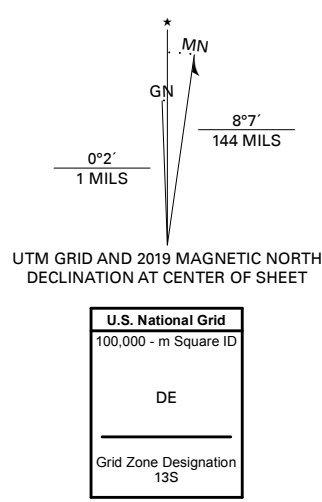 MN
GN
8°7´
144 MILS
0°2´
1 MILS
UTM GRID AND 2019 MAGNETIC NORTH
DECLINATION AT CENTER OF SHEET
U.S. National Grid
100,000 - m Square ID
DE
Grid Zone Designation
13S